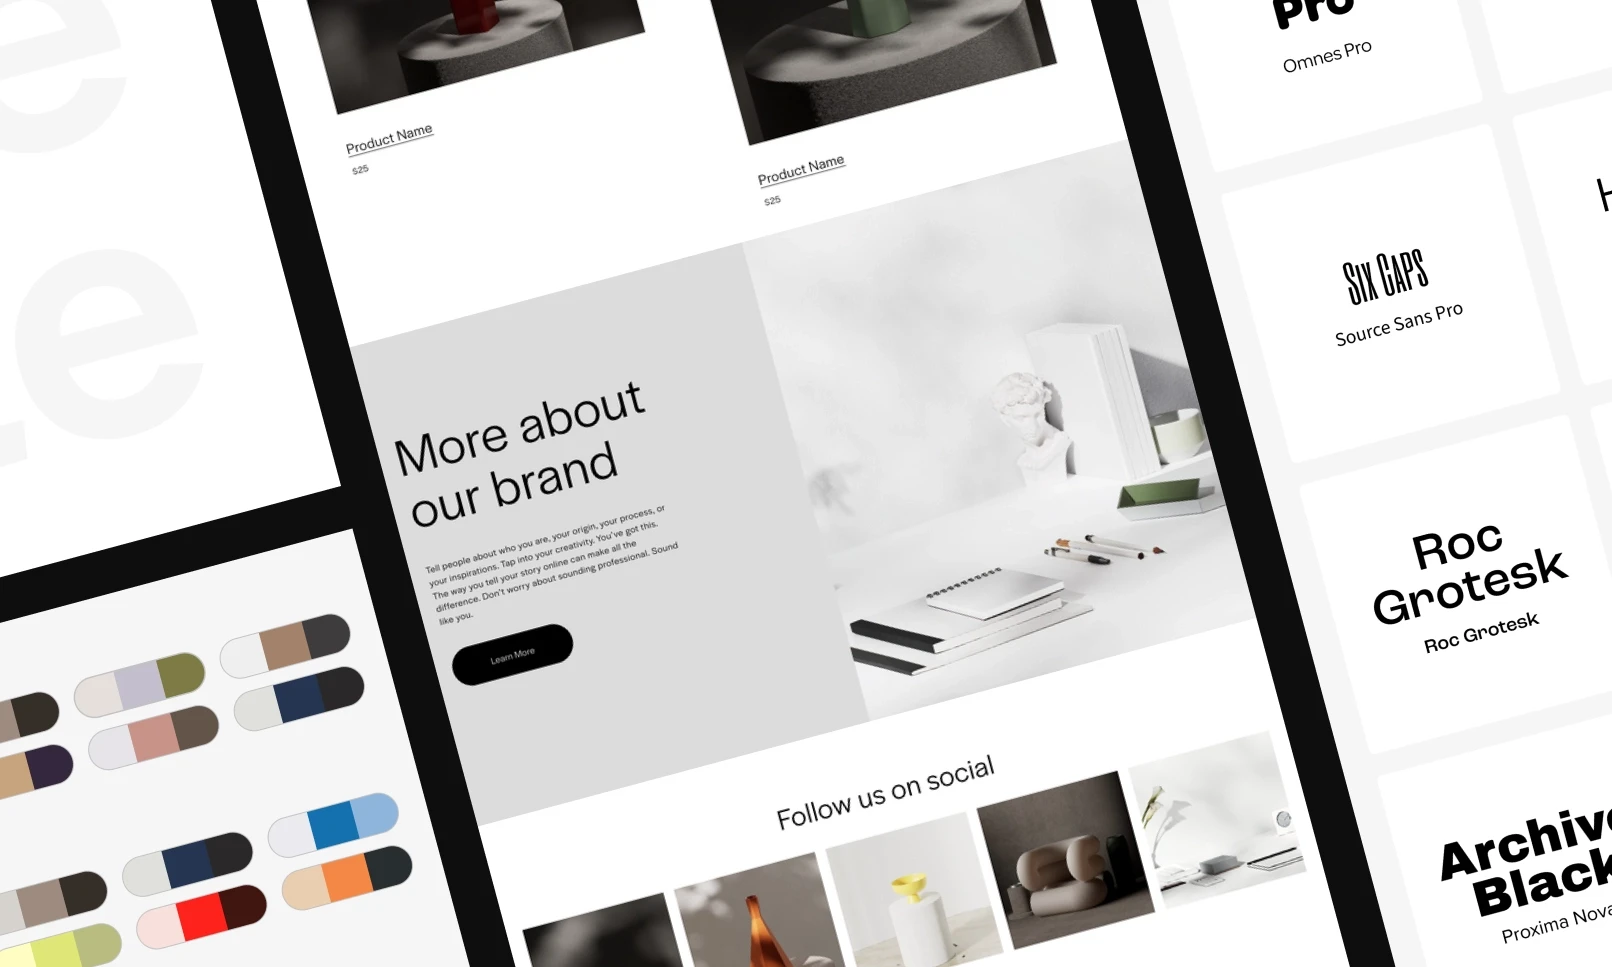 Product Name
$25
Product Name
$25
More about
our brand
Tell people about who you are, your origin, your process, or
your inspirations. Tap into your creativity. You've got this.
The way you tell your story online can make all the
difference. Don't worry about sounding professional. Sound
like you.
Learn More
Follow us on social
Pro
Omnes Pro
Six Caps
Source Sans Pro
H
Roc
Grotesk
Roc Grotesk
Archiv
Black
Proxima Nova
e
e